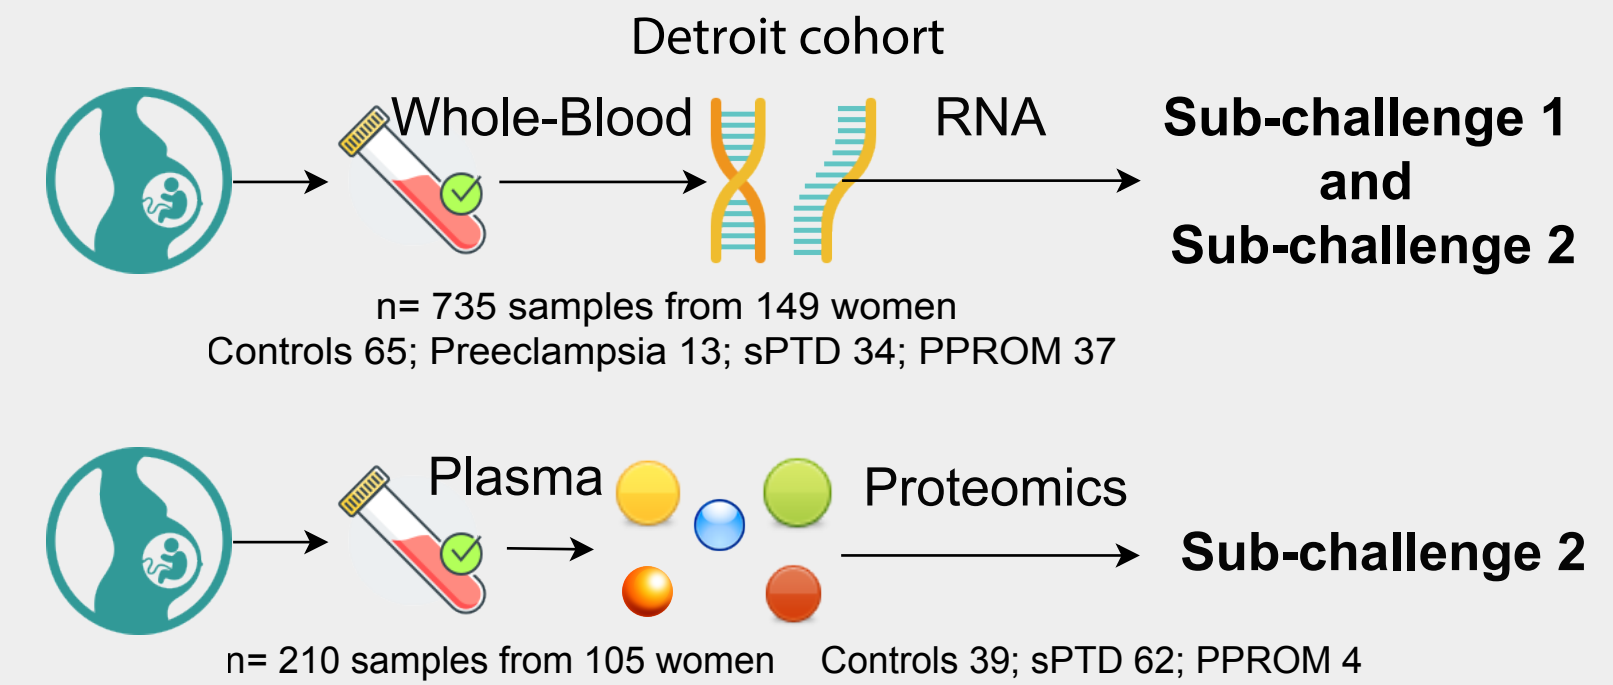 Detroit cohort
Whole-Blood
RNA
Sub-challenge 1
and
Sub-challenge 2
n= 735 samples from 149 women
Controls 65; Preeclampsia 13; sPTD 34; PPROM 37
Plasma
Proteomics
Sub-challenge 2
n= 210 samples from 105 women
Controls 39; sPTD 62; PPROM 4